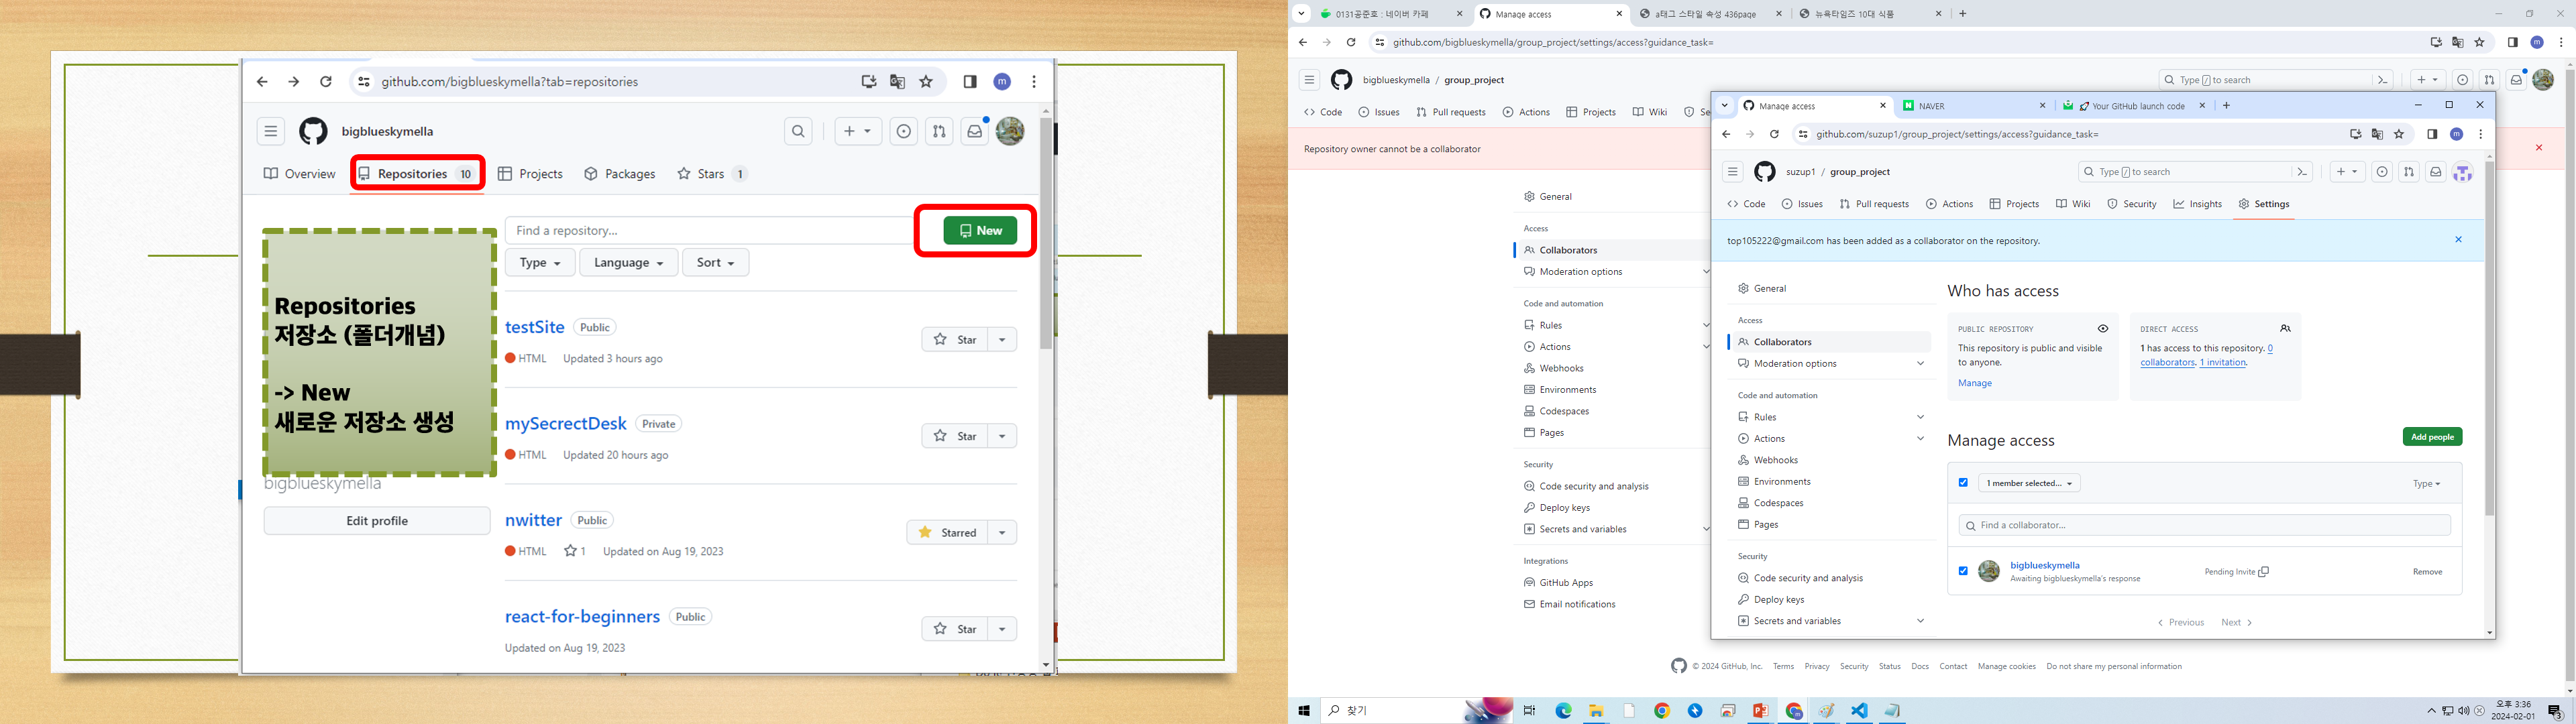 github.com/bigblueskymella?tab=repositories
bigblueskymella
Overview
Repositories 10
Projects
Packages
Stars 1
Find a repository...
New
Type
Language
Sort
Repositories
저장소 (폴더개념)
-> New
새로운 저장소 생성
bigblueskymella
Edit profile
testSite Public
HTML Updated 3 hours ago
Star
mySecrectDesk Private
HTML Updated 20 hours ago
Star
nwitter Public
HTML 1 Updated on Aug 19, 2023
Starred
react-for-beginners Public
Updated on Aug 19, 2023
Star
0131공준호 : 네이버 카페
Manage access
a태그 스타일 속성 436page
뉴욕타임즈 10대 식품
github.com/bigblueskymella/group_project/settings/access?guidance_task=
bigblueskymella / group_project
Type / to search
Code
Issues
Pull requests
Actions
Projects
Wiki
Se
Repository owner cannot be a collaborator
General
Access
Collaborators
Moderation options
Code and automation
Rules
Actions
Webhooks
Environments
Codespaces
Pages
Security
Code security and analysis
Deploy keys
Secrets and variables
Integrations
GitHub Apps
Email notifications
Manage access
NAVER
Your GitHub launch code
github.com/suzup1/group_project/settings/access?guidance_task=
suzup1 / group_project
Type / to search
Code
Issues
Pull requests
Actions
Projects
Wiki
Security
Insights
Settings
top105222@gmail.com has been added as a collaborator on the repository.
General
Access
Collaborators
Moderation options
Code and automation
Rules
Actions
Webhooks
Environments
Codespaces
Pages
Security
Code security and analysis
Deploy keys
Secrets and variables
Who has access
PUBLIC REPOSITORY
This repository is public and visible
to anyone.
Manage
DIRECT ACCESS
1 has access to this repository. 0
collaborators. 1 invitation.
Manage access
Add people
1 member selected...
Type
Find a collaborator...
bigblueskymella
Awaiting bigblueskymella's response
Pending Invite
Remove
Previous
Next
© 2024 GitHub, Inc.
Terms
Privacy
Security
Status
Docs
Contact
Manage cookies
Do not share my personal information
찾기
오후 3:36
2024-02-01